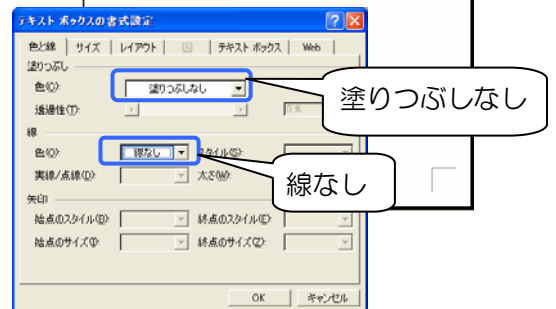 テキスト ボックスの書式設定
色と線 サイズ レイアウト 図 テキスト ボックス Web
塗りつぶし
色(C): 塗りつぶしなし
塗りつぶしなし
透過性(T): 0 %
線
色(O): 線なし スタイル(S):
線なし
実線/点線(D): 太さ(W):
矢印
始点のスタイル(B): 終点のスタイル(E):
始点のサイズ(I): 終点のサイズ(Z):
OK キャンセル